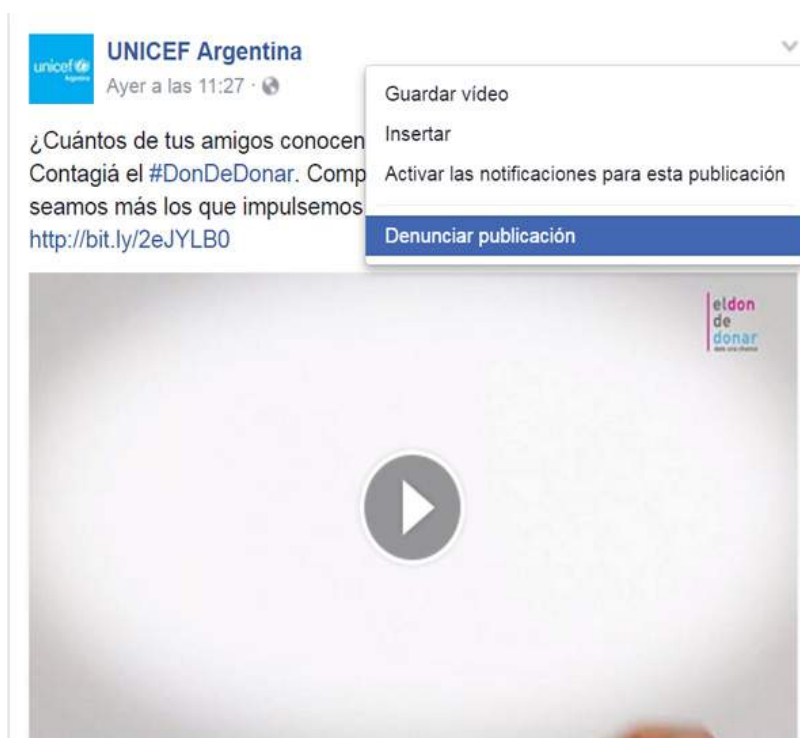 unicef
Argentina
UNICEF Argentina
Ayer a las 11:27 ·
¿Cuántos de tus amigos conocen
Contagiá el #DonDeDonar. Comp
seamos más los que impulsemos
http://bit.ly/2eJYLB0
Guardar vídeo
Insertar
Activar las notificaciones para esta publicación
Denunciar publicación
eldon
de
donar